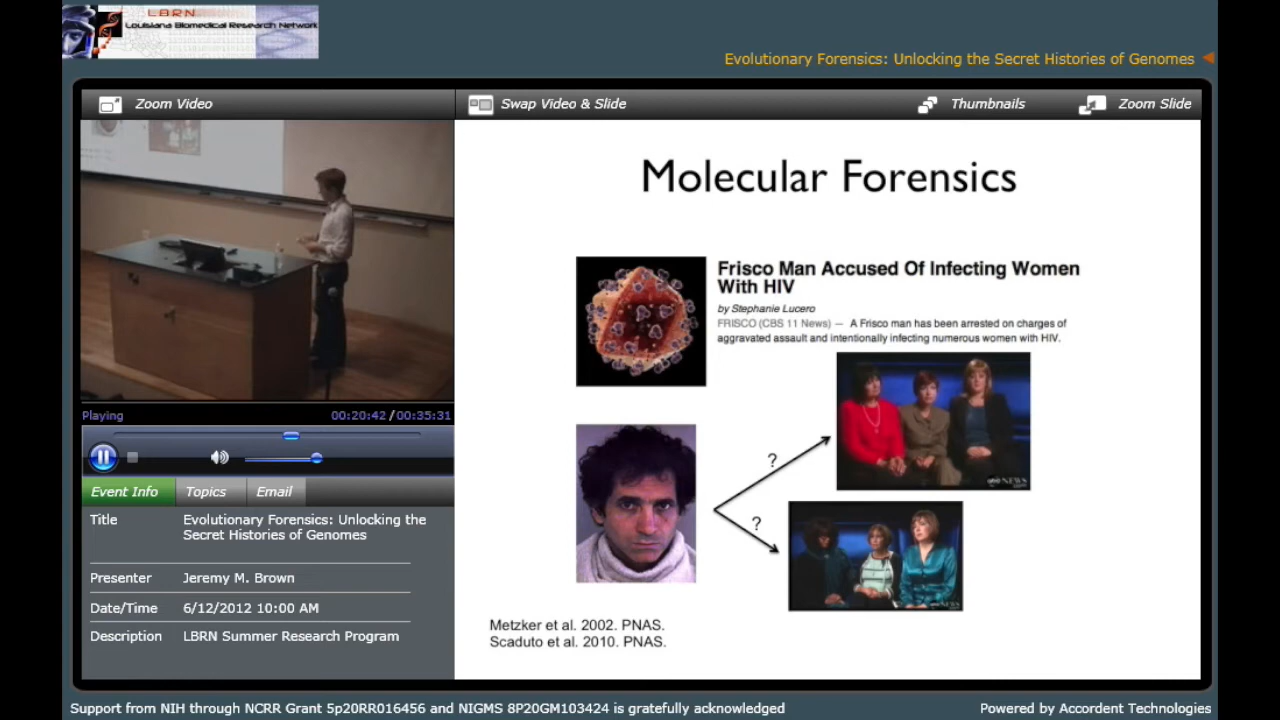 LBRN
Louisiana Biomedical Research Network
Evolutionary Forensics: Unlocking the Secret Histories of Genomes
Zoom Video
Swap Video & Slide
Thumbnails
Zoom Slide
Molecular Forensics
Frisco Man Accused Of Infecting Women
With HIV
by Stephanie Lucero
FRISCO (CBS 11 News) — A Frisco man has been arrested on charges of
aggravated assault and intentionally infecting numerous women with HIV.
?
?
abc NEWS
abc NEWS
Metzker et al. 2002. PNAS.
Scaduto et al. 2010. PNAS.
Playing
00:20:42 / 00:35:31
Event Info
Topics
Email
Title
Evolutionary Forensics: Unlocking the
Secret Histories of Genomes
Presenter
Jeremy M. Brown
Date/Time
6/12/2012 10:00 AM
Description
LBRN Summer Research Program
Support from NIH through NCRR Grant 5p20RR016456 and NIGMS 8P20GM103424 is gratefully acknowledged
Powered by Accordent Technologies